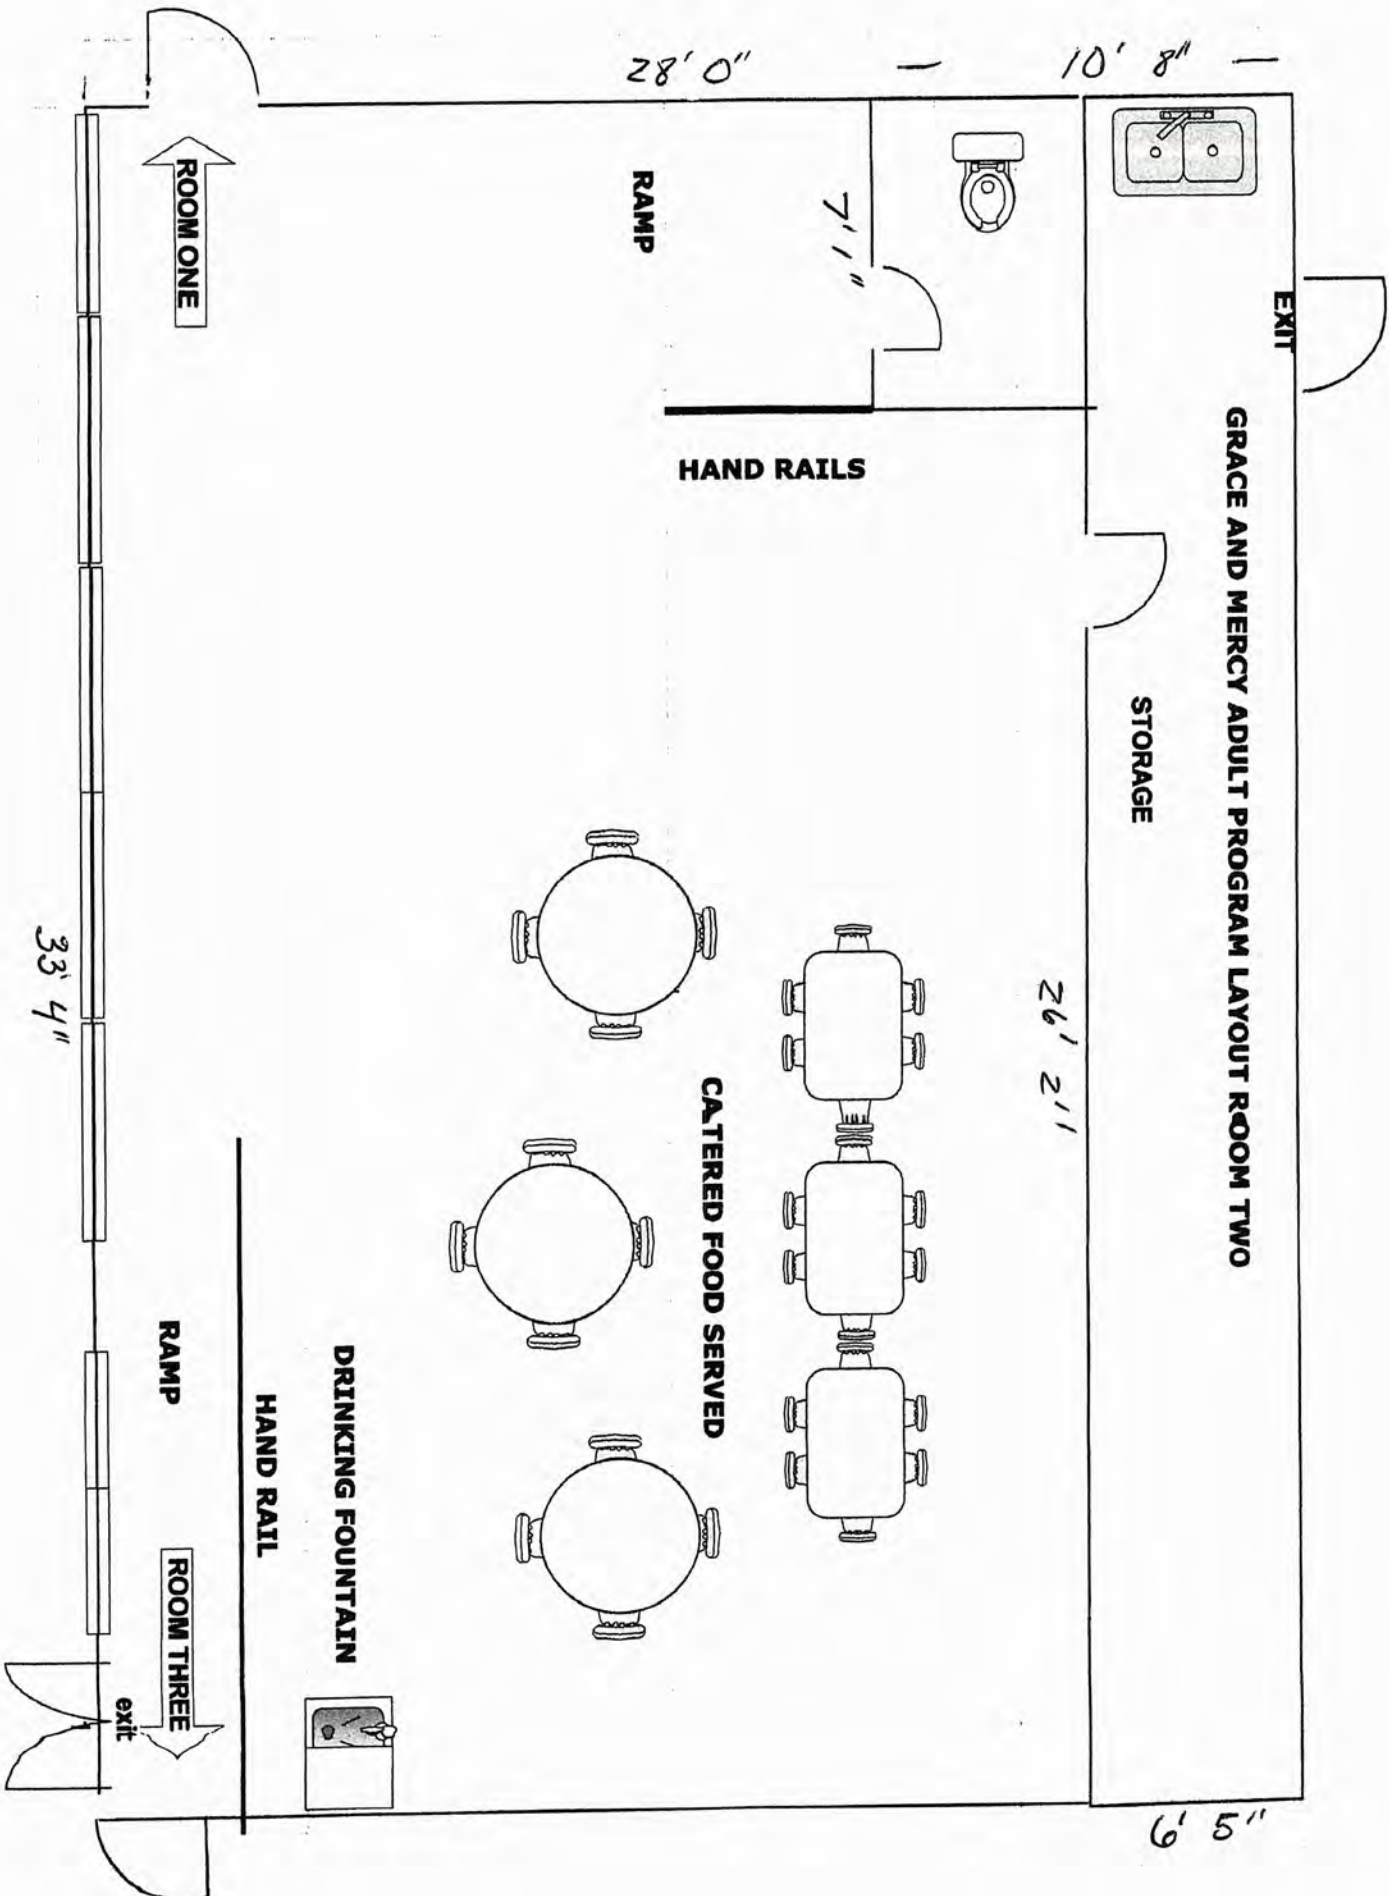 GRACE AND MERCY ADULT PROGRAM LAYOUT ROOM TWO
EXIT
10' 8"
28' 0"
7' 1"
RAMP
ROOM ONE
HAND RAILS
STORAGE
26' 2"
CATERED FOOD SERVED
33' 4"
DRINKING FOUNTAIN
HAND RAIL
RAMP
ROOM THREE
exit
6' 5"